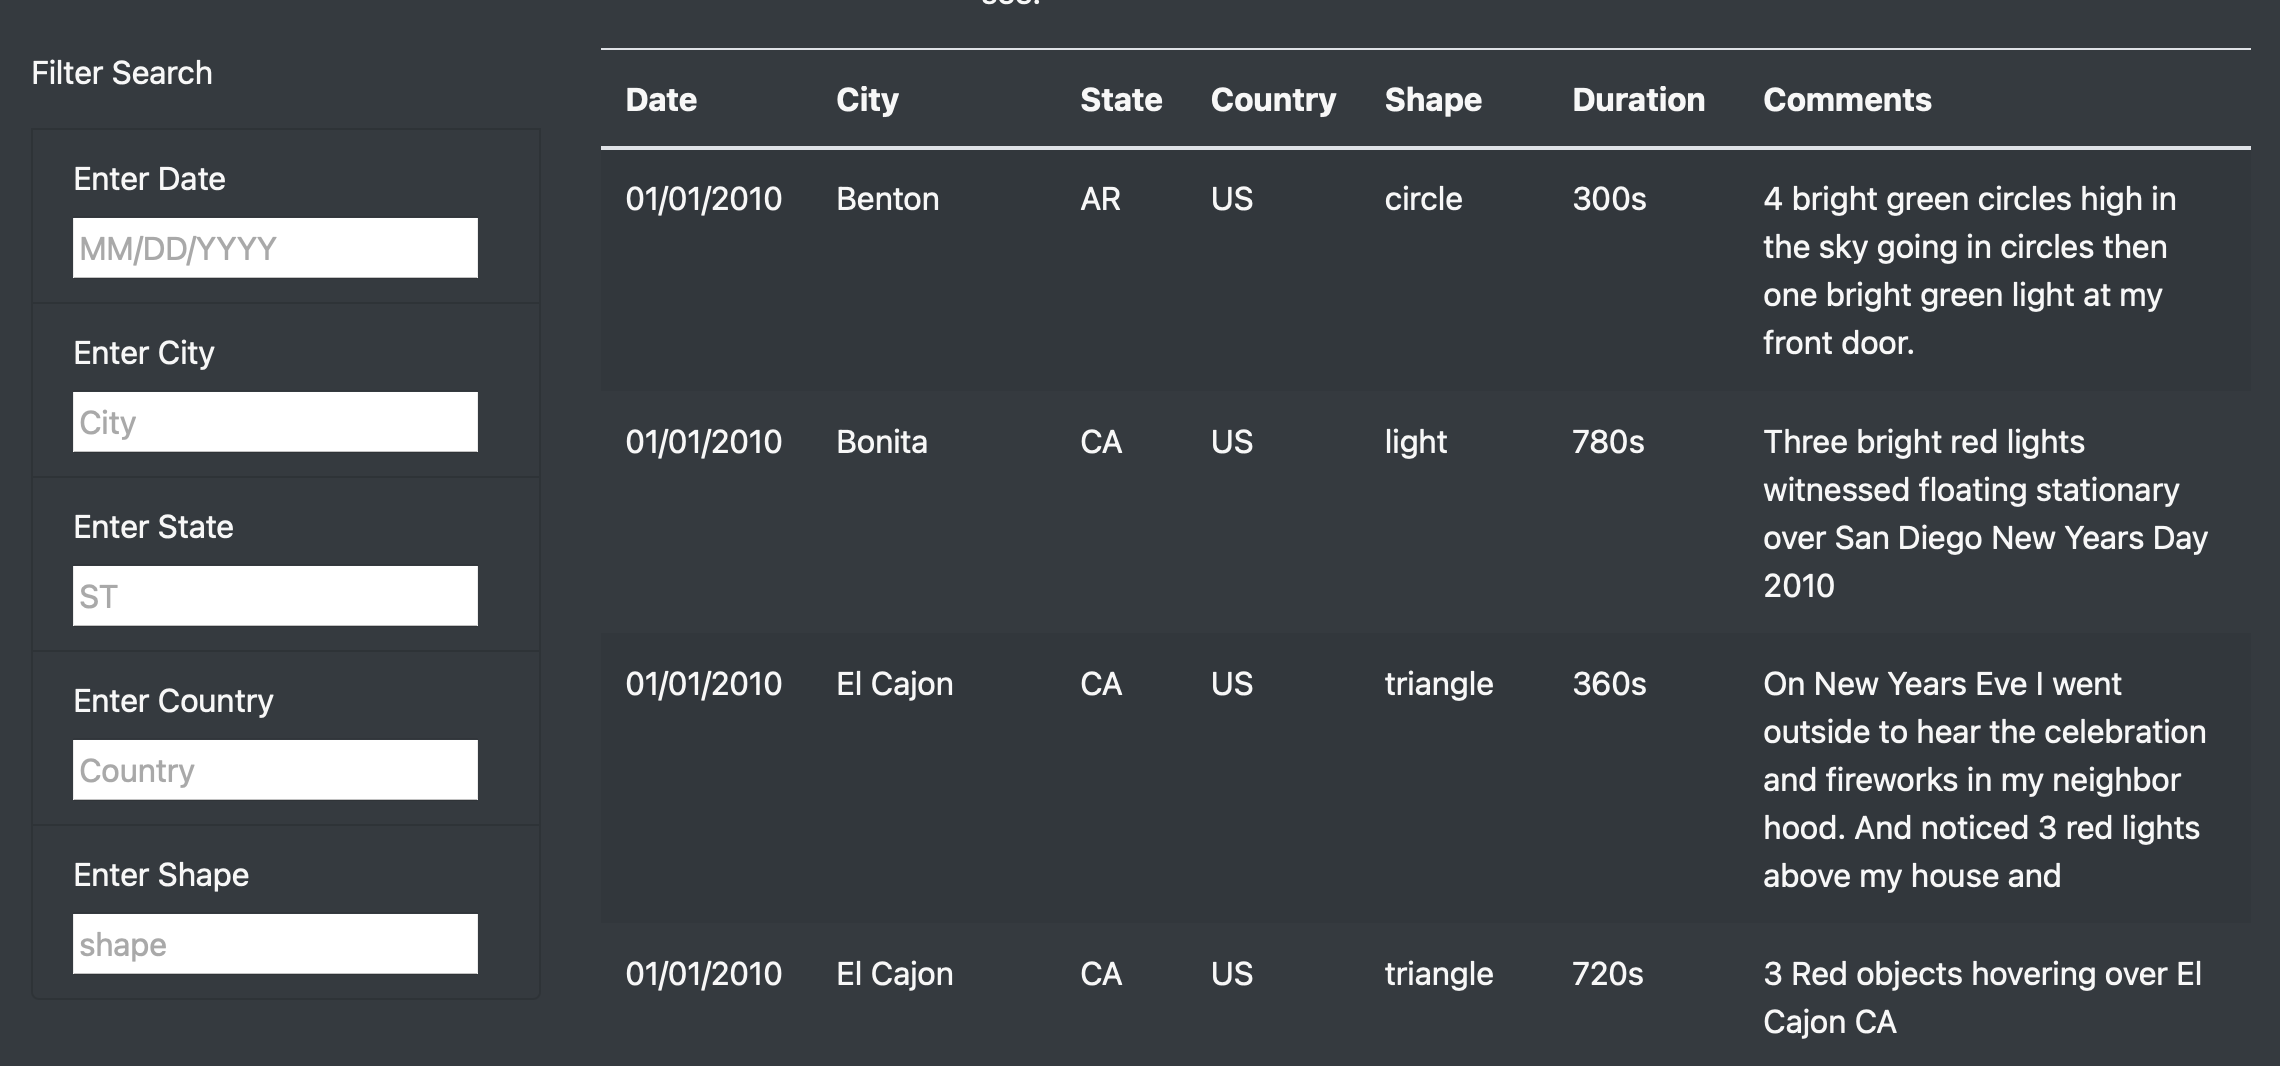 Filter Search
Enter Date
MM/DD/YYYY
Enter City
City
Enter State
ST
Enter Country
Country
Enter Shape
shape
Date City State Country Shape Duration Comments
01/01/2010 Benton AR US circle 300s 4 bright green circles high in
the sky going in circles then
one bright green light at my
front door.
01/01/2010 Bonita CA US light 780s Three bright red lights
witnessed floating stationary
over San Diego New Years Day
2010
01/01/2010 El Cajon CA US triangle 360s On New Years Eve I went
outside to hear the celebration
and fireworks in my neighbor
hood. And noticed 3 red lights
above my house and
01/01/2010 El Cajon CA US triangle 720s 3 Red objects hovering over El
Cajon CA